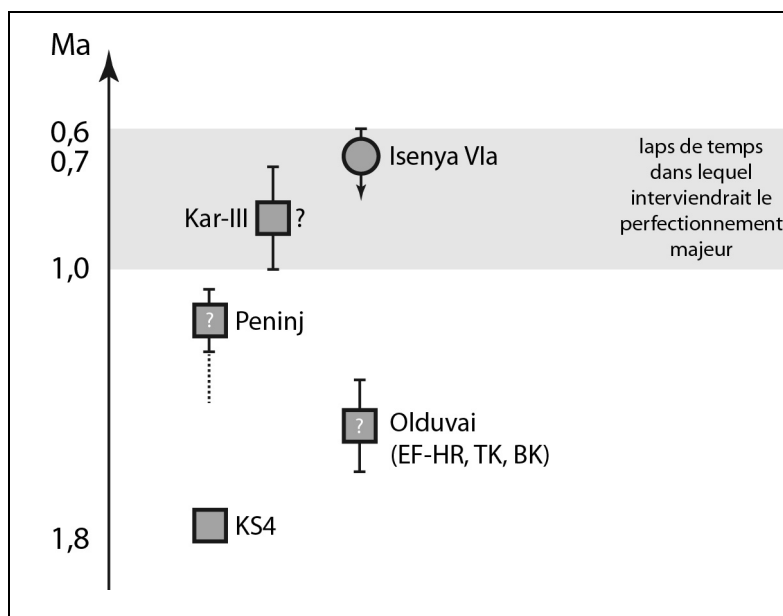 Ma
0,6
0,7
Isenya VIa
laps de temps
dans lequel
interviendrait le
perfectionnement
majeur
Kar-III
?
1,0
?
Peninj
?
Olduvai
(EF-HR, TK, BK)
KS4
1,8